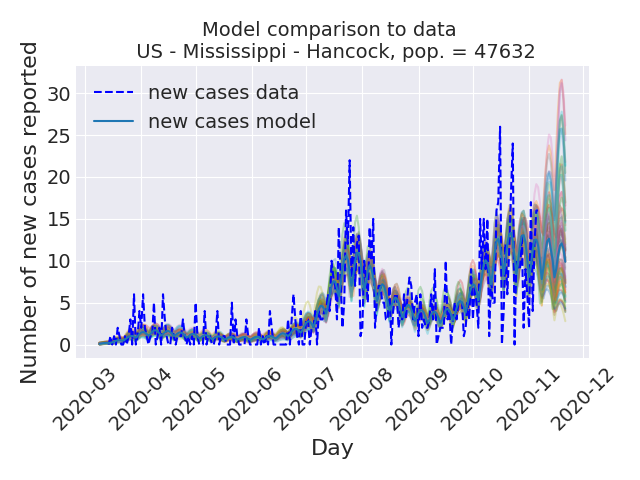 Model comparison to data
US - Mississippi - Hancock, pop. = 47632
Number of new cases reported
30
25
20
15
10
5
0
new cases data
new cases model
2020-03
2020-04
2020-05
2020-06
2020-07
2020-08
2020-09
2020-10
2020-11
2020-12
Day